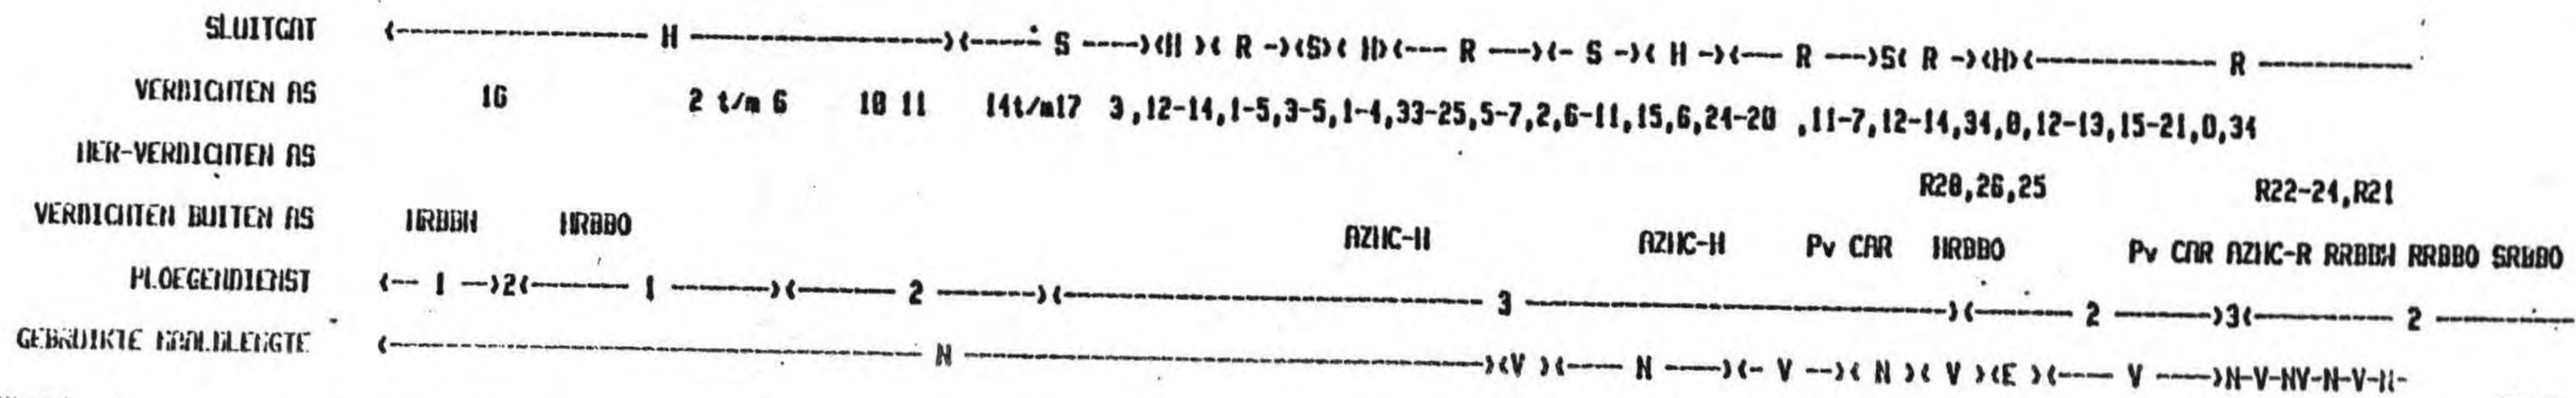 SLUITGAT <---------------- H ----------------><----- S ----><H >< R -><S>< H><--- R ---><- S ->< H -><--- R --->S< R -><H><------------ R ----------
VERDICHTEN AS 16 2 t/m 6 10 11 14t/m17 3,12-14,1-5,3-5,1-4,33-25,5-7,2,6-11,15,6,24-20 ,11-7,12-14,34,0,12-13,15-21,0,34
HER-VERDICHTEN AS R20,26,25 R22-24,R21
VERDICHTEN BUITEN AS HRBBH HRBBO AZHC-H AZHC-H Pv CAR HRBBO Pv CAR AZHC-R RRBBH RRBBO SRBBO
PLOEGENDIENST <-- 1 -->2<------ 1 ------><------ 2 ------><-------------------------- 3 --------------------------><------ 2 ------>3<-------- 2 --------
GEBRUIKTE LENGTE <-------------------------------- N --------------------------------><V ><---- N ----><- V -->< N >< V ><E ><---- V ---->N-V-NV-N-V-N-